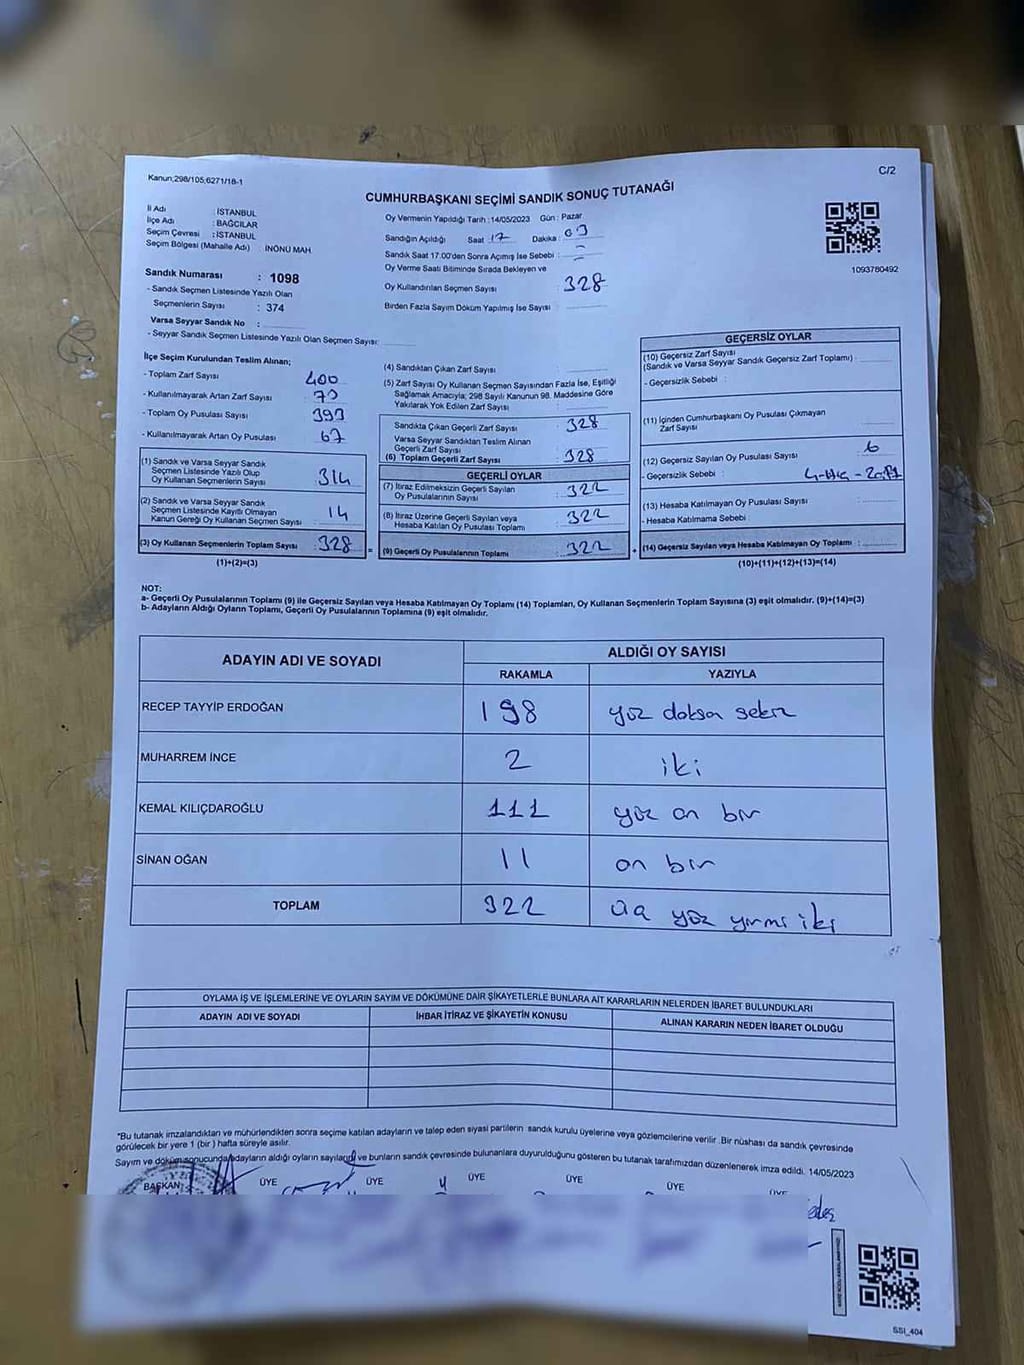 Kanun;298/105,6271/18-1
C/2
CUMHURBAŞKANI SEÇİMİ SANDIK SONUÇ TUTANAĞI
İl Adı : İSTANBUL
İlçe Adı : BAĞCILAR
Seçim Çevresi : İSTANBUL
Seçim Bölgesi (Mahalle Adı) : İNÖNÜ MAH.
Sandık Numarası : 1098
- Sandık Seçmen Listesinde Yazılı Olan
Seçmenlerin Sayısı : 374
Varsa Seyyar Sandık No :
- Seyyar Sandık Seçmen Listesinde Yazılı Olan Seçmen Sayısı:
Oy Vermenin Yapıldığı Tarih :14/05/2023 Gün : Pazar
Sandığın Açıldığı Saat 17 Dakika :
Sandık Saat 17.00'den Sonra Açımış İse Sebebi :
Oy Verme Saati Bitiminde Sırada Bekleyen ve
Oy Kullandırılan Seçmen Sayısı 328
Birden Fazla Sayım Döküm Yapılmış İse Sayısı
1093780492
İlçe Seçim Kurulundan Teslim Alınan;
- Toplam Zarf Sayısı 400
- Kullanılmayarak Artan Zarf Sayısı
- Toplam Oy Pusulası Sayısı
- Kullanılmayarak Artan Oy Pusulası 67
(1) Sandık ve Varsa Seyyar Sandık
Seçmen Listesinde Yazılı Olup
Oy Kullanan Seçmenlerin Sayısı : 314
(2) Sandık ve Varsa Seyyar Sandık
Seçmen Listesinde Kayıtlı Olmayan
Kanun Gereği Oy Kullanan Seçmen Sayısı : 14
(3) Oy Kullanan Seçmenlerin Toplam Sayısı : 328
(1)+(2)=(3)
(4) Sandıktan Çıkan Zarf Sayısı
(5) Zarf Sayısı Oy Kullanan Seçmen Sayısından Fazla İse, Eşitliği
Sağlamak Amacıyla; 298 Sayılı Kanunun 98. Maddesine Göre
Yakılarak Yok Edilen Zarf Sayısı
Sandıkta Çıkan Geçerli Zarf Sayısı : 328
Varsa Seyyar Sandıktan Teslim Alınan
Geçerli Zarf Sayısı
(6) Toplam Geçerli Zarf Sayısı : 328
GEÇERLİ OYLAR
(7) İtiraz Edilmeksizin Geçerli Sayılan
Oy Pusulalarının Sayısı : 322
(8) İtiraz Üzerine Geçerli Sayılan veya
Hesaba Katılan Oy Pusulası Toplamı : 322
= (9) Geçerli Oy Pusulalarının Toplamı : 322 +
GEÇERSİZ OYLAR
(10) Geçersiz Zarf Sayısı
(Sandık ve Varsa Seyyar Sandık Geçersiz Zarf Toplamı) :
- Geçersizlik Sebebi :
(11) İçinden Cumhurbaşkanı Oy Pusulası Çıkmayan
Zarf Sayısı
(12) Geçersiz Sayılan Oy Pusulası Sayısı 6
- Geçersizlik Sebebi :
(13) Hesaba Katılmayan Oy Pusulası Sayısı
- Hesaba Katılmama Sebebi :
(14) Geçersiz Sayılan veya Hesaba Katılmayan Oy Toplamı :
(10)+(11)+(12)+(13)=(14)
NOT:
a- Geçerli Oy Pusulalarının Toplamı (9) ile Geçersiz Sayılan veya Hesaba Katılmayan Oy Toplamı (14) Toplamları, Oy Kullanan Seçmenlerin Toplam Sayısına (3) eşit olmalıdır. (9)+(14)=(3)
b- Adayların Aldığı Oyların Toplamı, Geçerli Oy Pusulalarının Toplamına (9) eşit olmalıdır.
ADAYIN ADI VE SOYADI
ALDIĞI OY SAYISI
RAKAMLA YAZIYLA
RECEP TAYYİP ERDOĞAN 198 yüz doksan sekiz
MUHARREM İNCE 2 iki
KEMAL KILIÇDAROĞLU 111 yüz on bir
SİNAN OĞAN 11 on bir
TOPLAM 322 üç yüz yirmi iki
OYLAMA İŞ VE İŞLEMLERİNE VE OYLARIN SAYIM VE DÖKÜMÜNE DAİR ŞİKAYETLERLE BUNLARA AİT KARARLARIN NELERDEN İBARET BULUNDUKLARI
ADAYIN ADI VE SOYADI İHBAR İTİRAZ VE ŞİKAYETİN KONUSU ALINAN KARARIN NEDEN İBARET OLDUĞU
*Bu tutanak imzalandıktan ve mühürlendikten sonra seçime katılan adayların ve talep eden siyasi partilerin sandık kurulu üyelerine veya gözlemcilerine verilir. Bir nüshası da sandık çevresinde
görülecek bir yere 1 (bir) hafta süreyle asılır.
Sayım ve döküm sonucunda adayların aldığı oyların sayıları ve bunların sandık çevresinde bulunanlara duyurulduğunu gösteren bu tutanak tarafımızdan düzenlenerek imza edildi. 14/05/2023
BAŞKAN ÜYE ÜYE ÜYE ÜYE ÜYE ÜYE
SSI_404